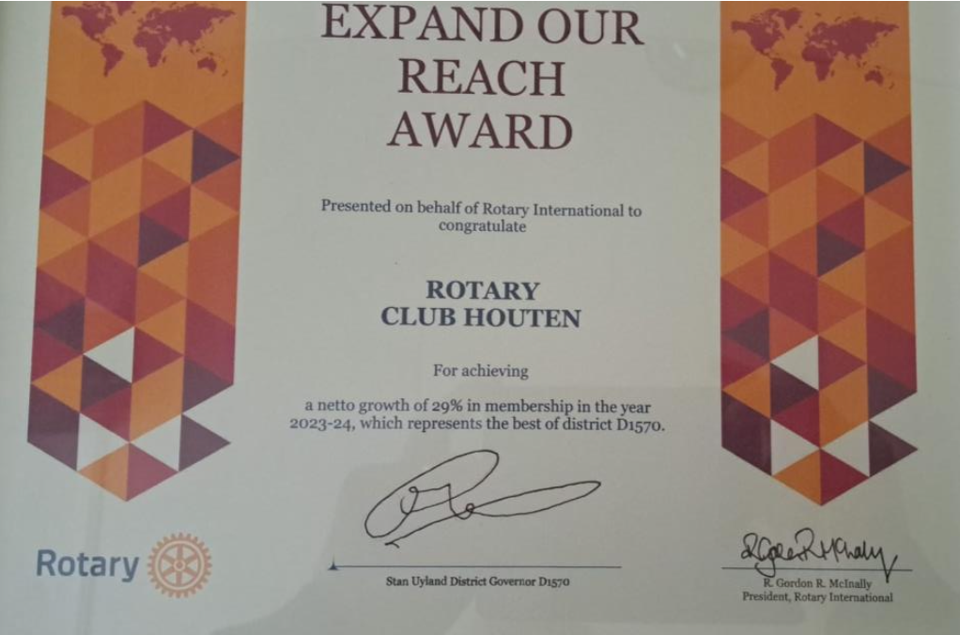 EXPAND OUR
REACH
AWARD
Presented on behalf of Rotary International to
congratulate
ROTARY
CLUB HOUTEN
For achieving
a netto growth of 29% in membership in the year
2023-24, which represents the best of district D1570.
Rotary
Stan Uyland District Governor D1570
R. Gordon R. McInally
President, Rotary International